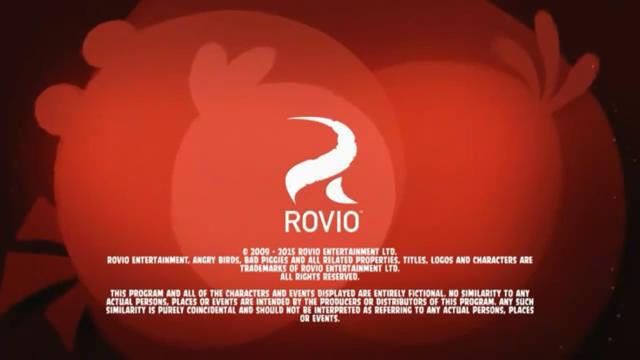 ROVIO™
© 2009 - 2015 ROVIO ENTERTAINMENT LTD.
ROVIO ENTERTAINMENT, ANGRY BIRDS, BAD PIGGIES AND ALL RELATED PROPERTIES, TITLES, LOGOS AND CHARACTERS ARE
TRADEMARKS OF ROVIO ENTERTAINMENT LTD.
ALL RIGHTS RESERVED.
THIS PROGRAM AND ALL OF THE CHARACTERS AND EVENTS DISPLAYED ARE ENTIRELY FICTIONAL. NO SIMILARITY TO ANY
ACTUAL PERSONS, PLACES OR EVENTS ARE INTENDED BY THE PRODUCERS OR DISTRIBUTORS OF THIS PROGRAM. ANY SUCH
SIMILARITY IS PURELY COINCIDENTAL AND SHOULD NOT BE INTERPRETED AS REFERRING TO ANY ACTUAL PERSONS, PLACES
OR EVENTS.